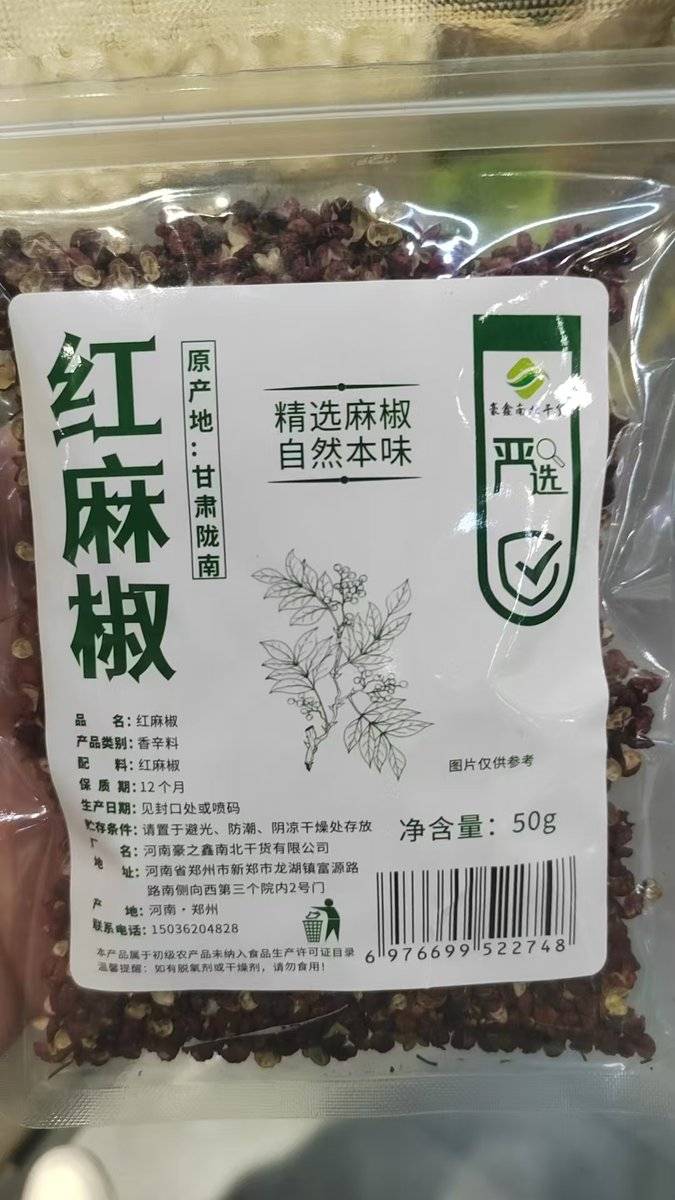 红麻椒
原产地：甘肃陇南
精选麻椒
自然本味
豪鑫南北干货
严选
品 名：红麻椒
产品类别：香辛料
配 料：红麻椒
保 质 期：12个月
生产日期：见封口处或喷码
贮存条件：请置于避光、防潮、阴凉干燥处存放
厂 名：河南豪之鑫南北干货有限公司
地 址：河南省郑州市新郑市龙湖镇富源路
路南侧向西第三个院内2号门
产 地：河南·郑州
联系电话：15036204828
本产品属于初级农产品未纳入食品生产许可证目录
温馨提醒：如有脱氧剂或干燥剂，请勿食用！
图片仅供参考
净含量：50g
6 976699 522748